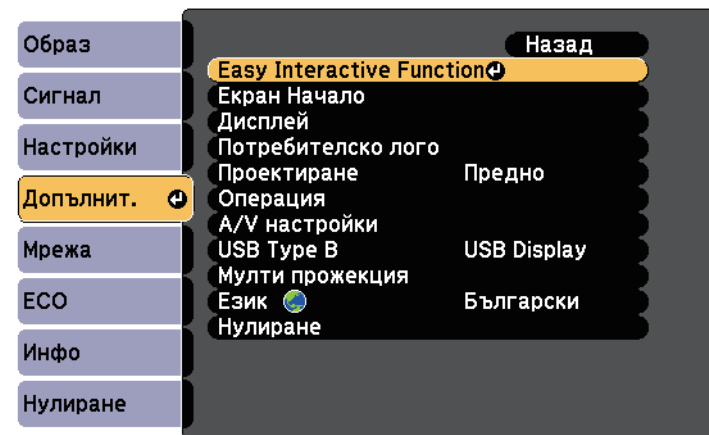 Образ
Сигнал
Настройки
Допълнит.
Мрежа
ECO
Инфо
Нулиране
Назад
Easy Interactive Function
Екран Начало
Дисплей
Потребителско лого
Проектиране Предно
Операция
A/V настройки
USB Type B USB Display
Мулти прожекция
Език Български
Нулиране